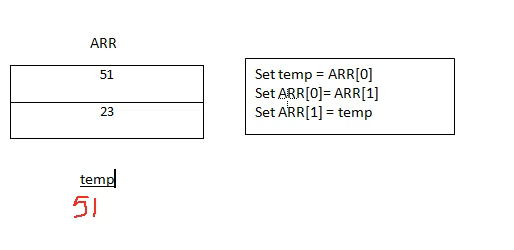 ARR
51
23
Set temp = ARR[0]
Set ARR[0]= ARR[1]
Set ARR[1] = temp
temp
51